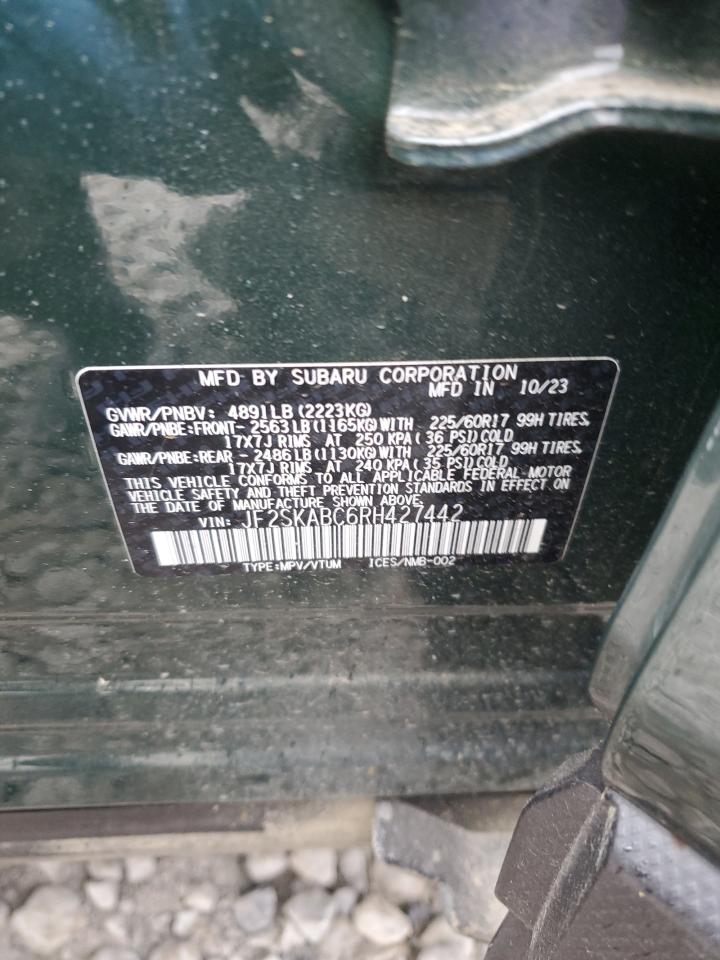 MFD BY SUBARU CORPORATION
MFD IN 10/23
GVWR/PNBV: 4891LB(2223KG)
GAWR/PNBE:FRONT- 2563LB(1165KG)WITH 225/60R17 99H TIRES,
17X7J RIMS AT 250 KPA( 36 PSI)COLD
GAWR/PNBE:REAR - 2486LB(1130KG)WITH 225/60R17 99H TIRES,
17X7J RIMS AT 240 KPA( 35 PSI)COLD
THIS VEHICLE CONFORMS TO ALL APPLICABLE FEDERAL MOTOR
VEHICLE SAFETY AND THEFT PREVENTION STANDARDS IN EFFECT ON
THE DATE OF MANUFACTURE SHOWN ABOVE.
VIN: JF2SKABC6RH427442
TYPE:MPV/VTUM ICES/NMB-002